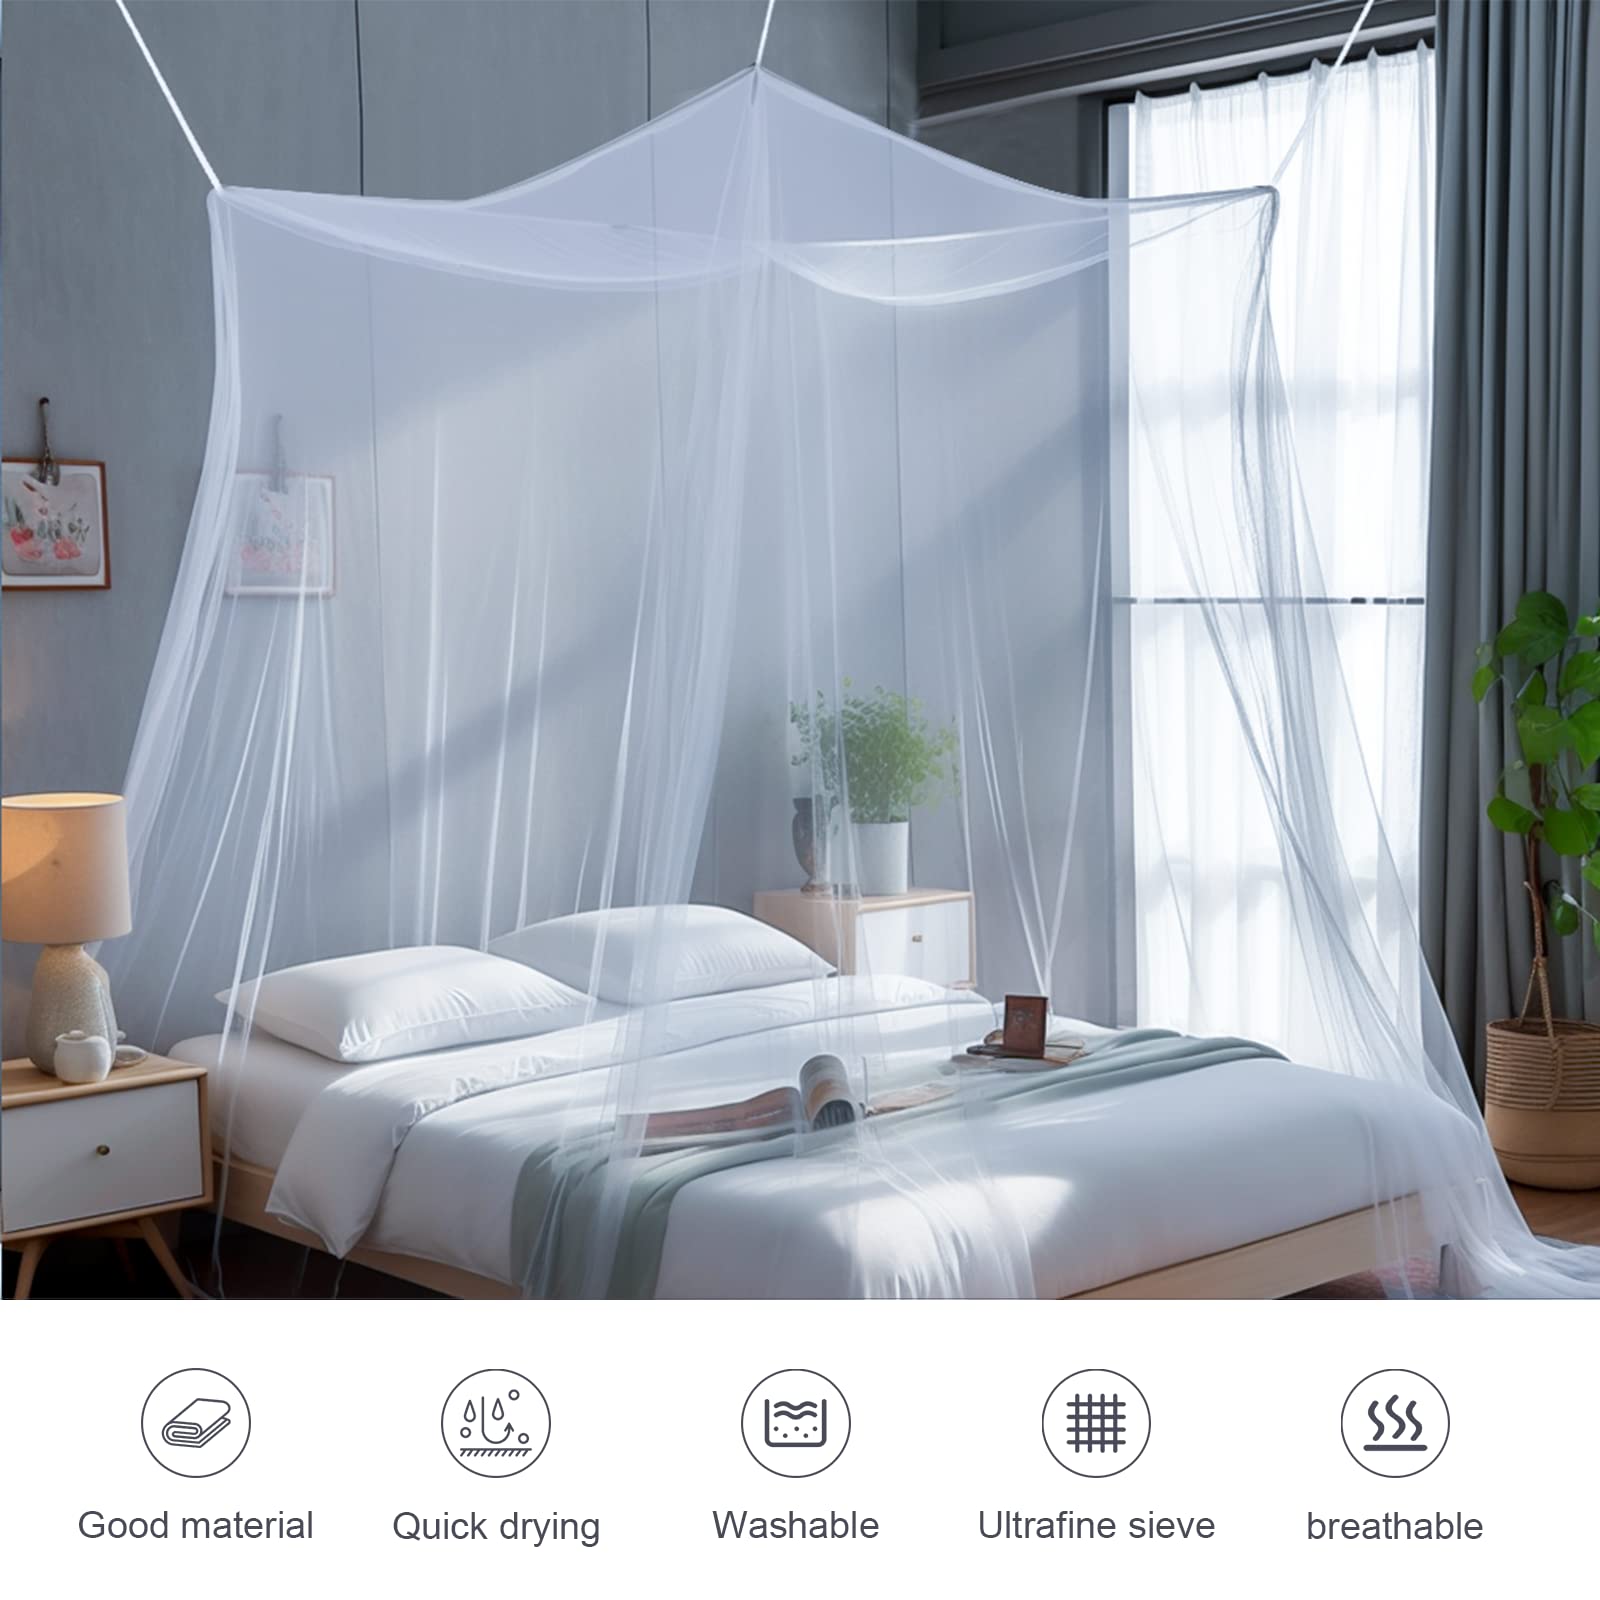 Good material
Quick drying
Washable
Ultrafine sieve
breathable